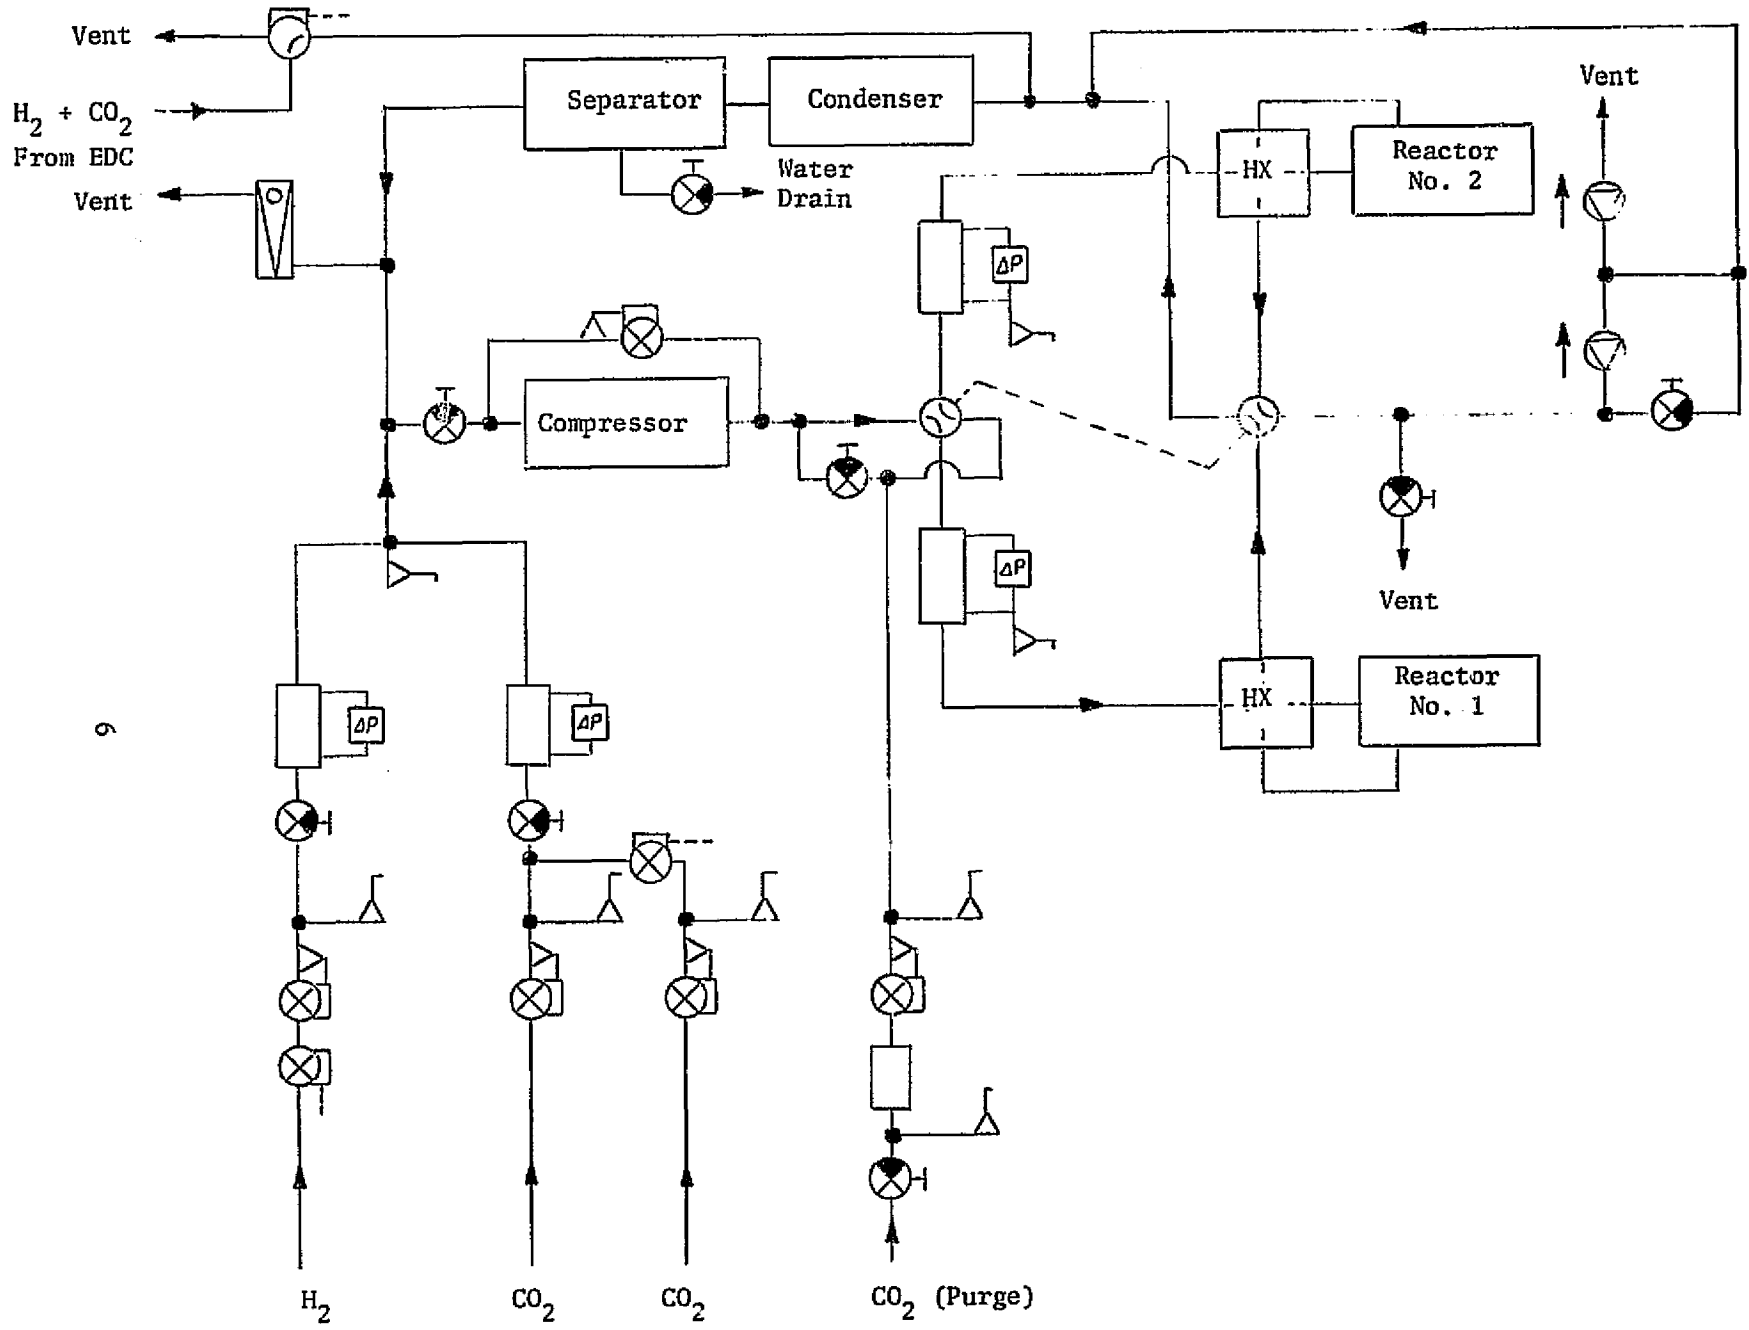 Vent
H2 + CO2
From EDC
Vent
Separator
Condenser
Water
Drain
HX
Reactor
No. 2
Vent
ΔP
Compressor
ΔP
Vent
HX
Reactor
No. 1
ΔP
ΔP
6
H2
CO2
CO2
CO2 (Purge)